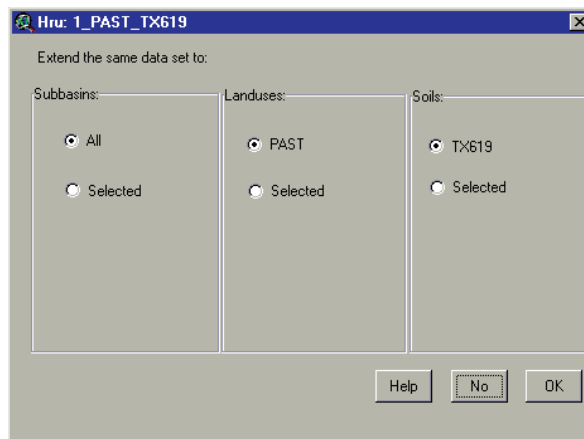 Hru: 1_PAST_TX619
Extend the same data set to:
Subbasins:
All
Selected
Landuses:
PAST
Selected
Soils:
TX619
Selected
Help
No
OK